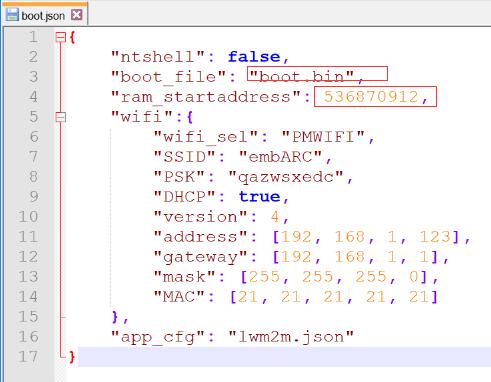 boot.json
1 {
2 "ntshell": false,
3 "boot_file": "boot.bin",
4 "ram_startaddress": 536870912,
5 "wifi":{
6 "wifi_sel": "PMWIFI",
7 "SSID": "embARC",
8 "PSK": "qazwsxedc",
9 "DHCP": true,
10 "version": 4,
11 "address": [192, 168, 1, 123],
12 "gateway": [192, 168, 1, 1],
13 "mask": [255, 255, 255, 0],
14 "MAC": [21, 21, 21, 21, 21]
15 },
16 "app_cfg": "lwm2m.json"
17 }